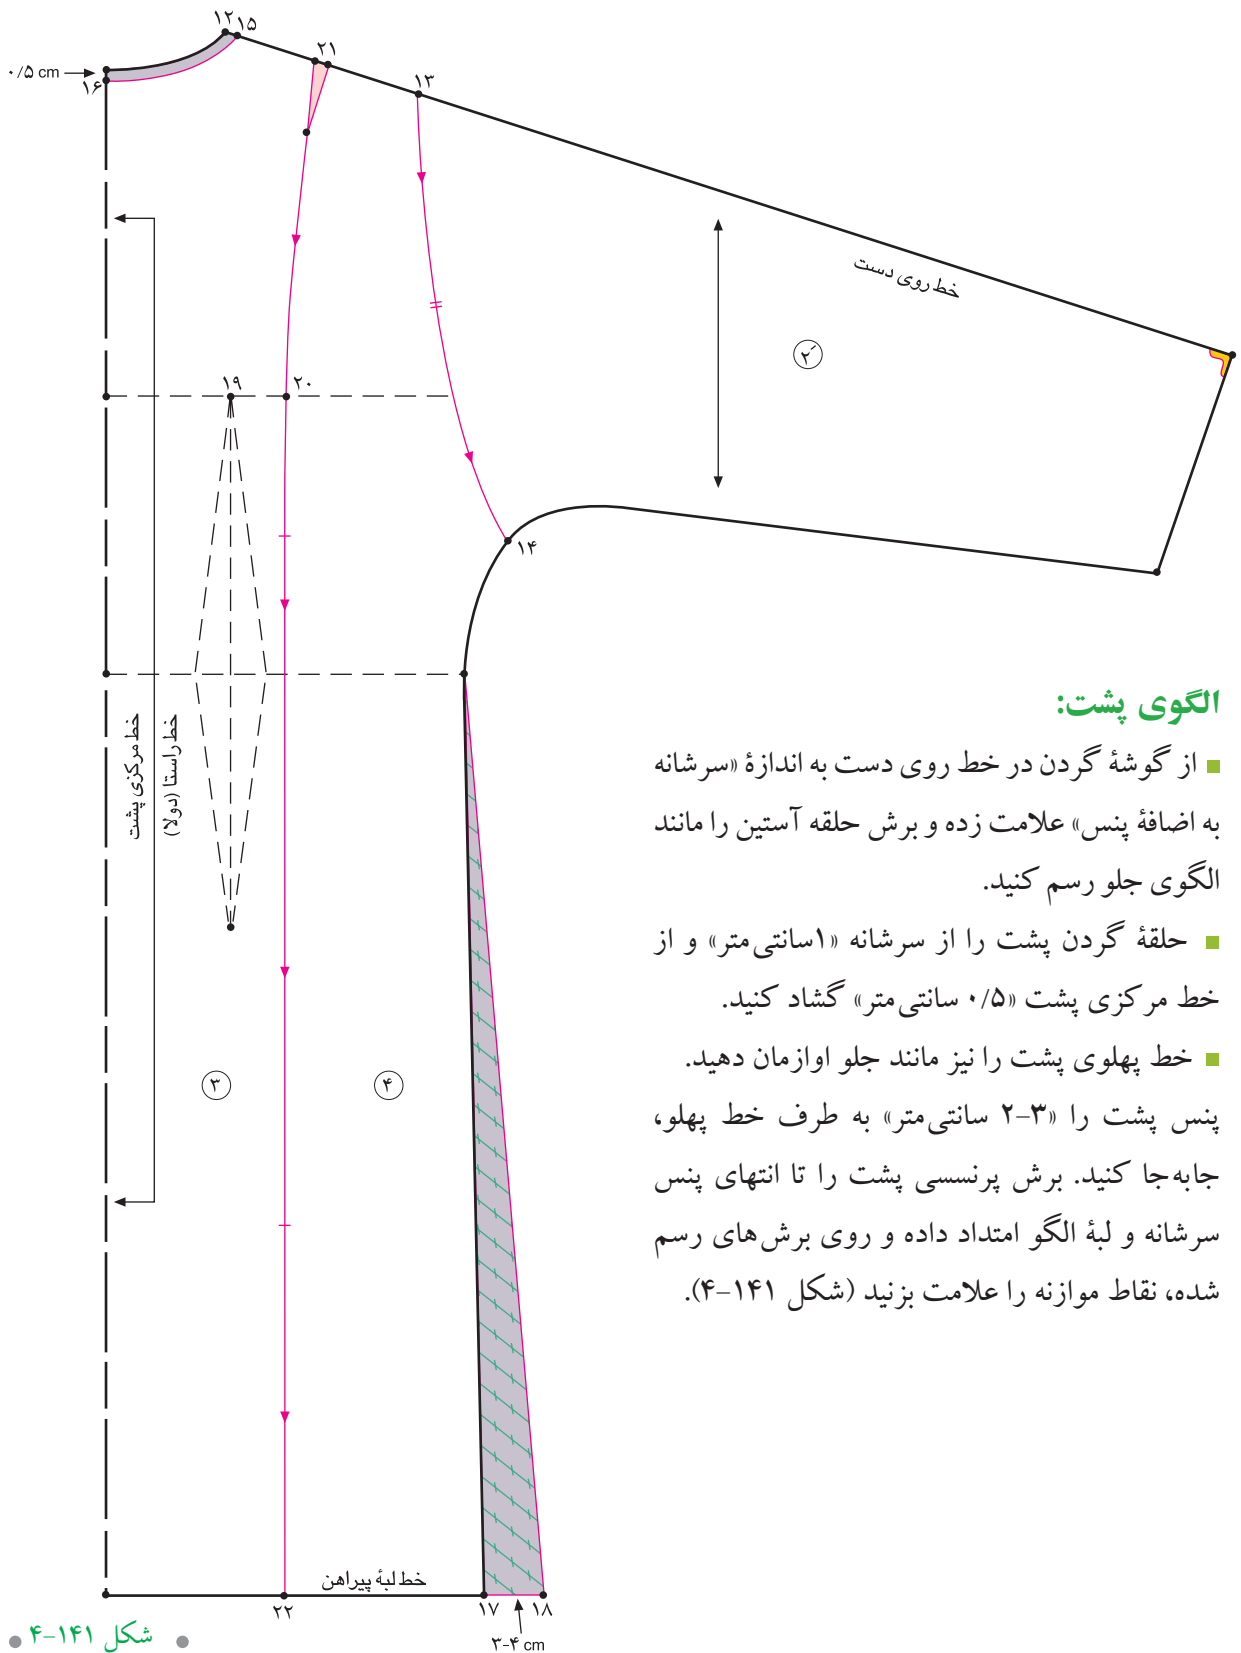 ۱۲
۱۵
۲۱
۰/۵ cm
۱۶
۱۳
خط روی دست
۲َ
۱۹
۲۰
۱۴
خط مرکزی پشت
خط راستا (دولا)
۳
۴
الگوی پشت:
از گوشهٔ گردن در خط روی دست به اندازهٔ «سرشانه
به اضافهٔ پنس» علامت زده و برش حلقه آستین را مانند
الگوی جلو رسم کنید.
حلقهٔ گردن پشت را از سرشانه «۱سانتی‌متر» و از
خط مرکزی پشت «۰/۵ سانتی‌متر» گشاد کنید.
خط پهلوی پشت را نیز مانند جلو اوازمان دهید.
پنس پشت را «۳–۲ سانتی‌متر» به طرف خط پهلو،
جابه‌جا کنید. برش پرنسسی پشت را تا انتهای پنس
سرشانه و لبهٔ الگو امتداد داده و روی برش‌های رسم
شده، نقاط موازنه را علامت بزنید (شکل ۱۴۱–۴).
خط لبهٔ پیراهن
۲۲
۱۷
۱۸
۳-۴ cm
شکل ۱۴۱–۴